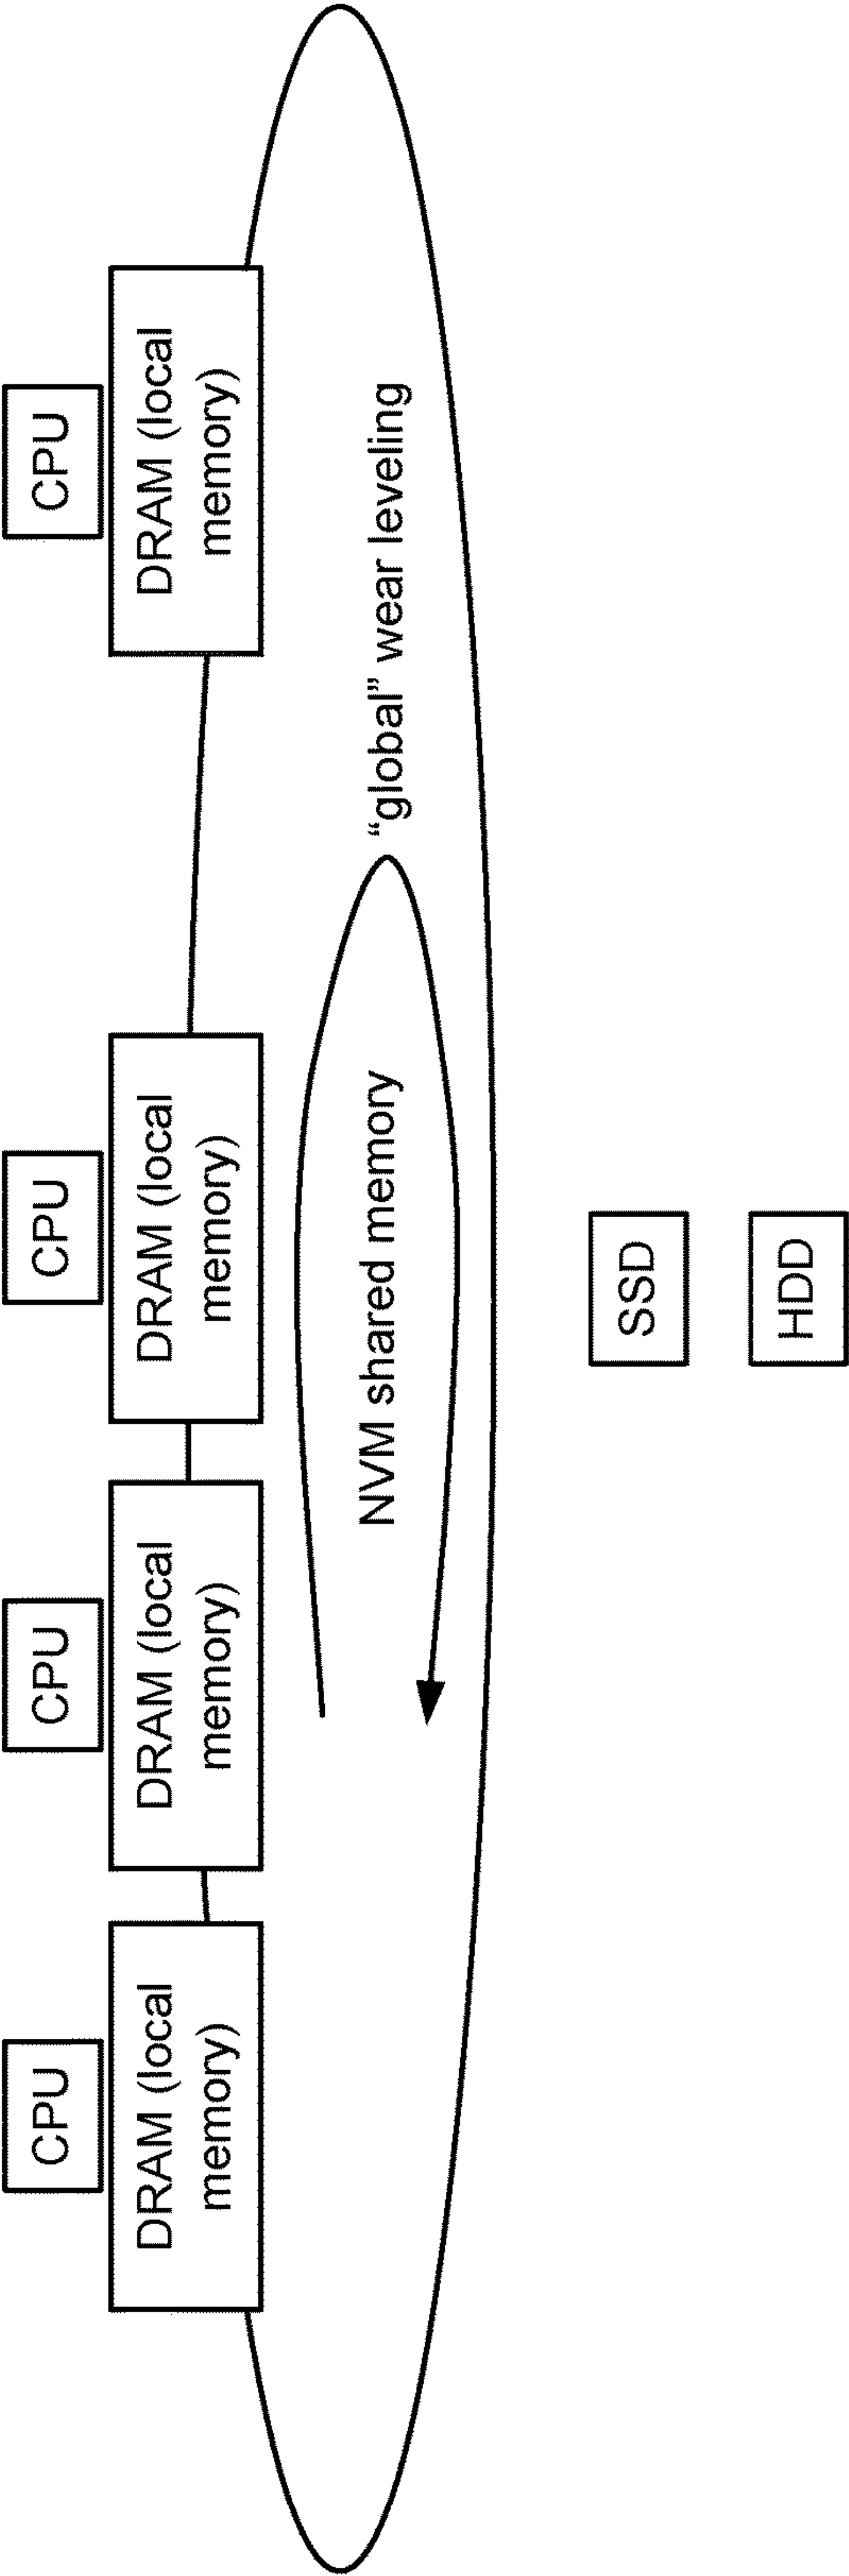 CPU
CPU
CPU
CPU
DRAM (local
memory)
DRAM (local
memory)
DRAM (local
memory)
DRAM (local
memory)
NVM shared memory
“global” wear leveling
SSD
HDD